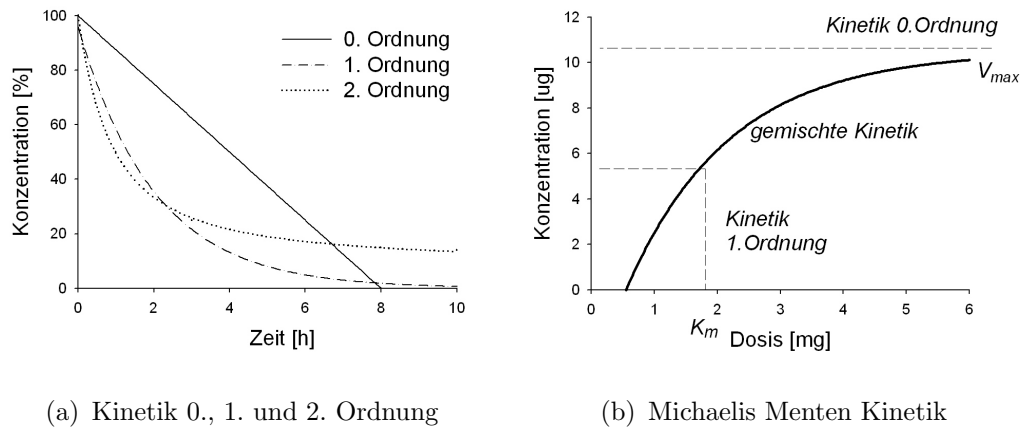 100
80
60
40
20
0
0 2 4 6 8 10
Konzentration [%]
Zeit [h]
0. Ordnung
1. Ordnung
2. Ordnung
(a) Kinetik 0., 1. und 2. Ordnung
12
10
8
6
4
2
0
0 1 2 3 4 5 6
Konzentration [ug]
Kinetik 0.Ordnung
Vmax
gemischte Kinetik
Kinetik
1.Ordnung
Km
Dosis [mg]
(b) Michaelis Menten Kinetik